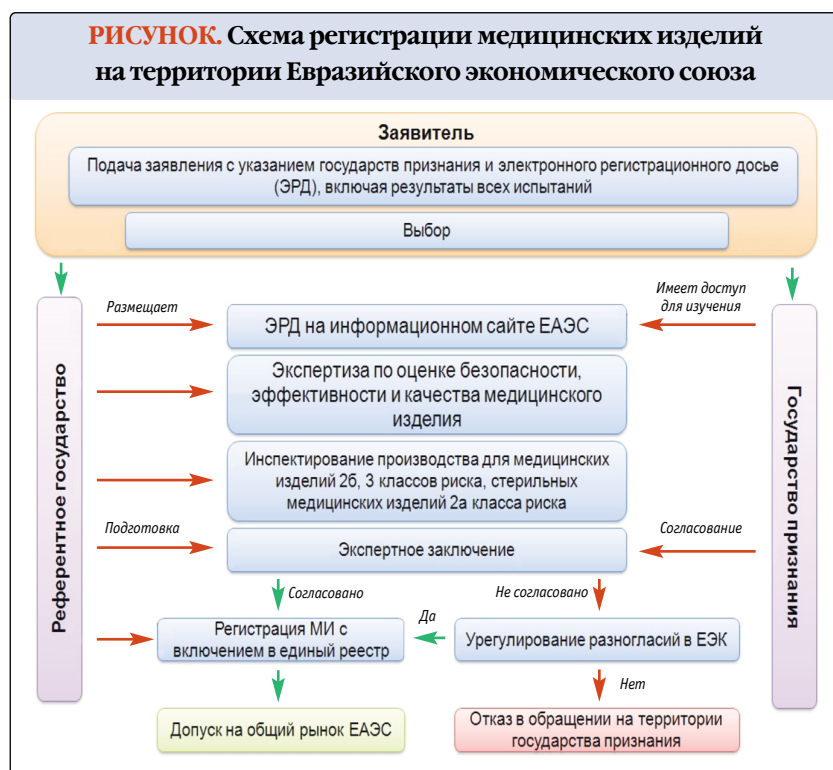 РИСУНОК. Схема регистрации медицинских изделий
на территории Евразийского экономического союза
Заявитель
Подача заявления с указанием государств признания и электронного регистрационного досье
(ЭРД), включая результаты всех испытаний
Выбор
Референтное государство
Государство признания
Размещает
Имеет доступ
для изучения
ЭРД на информационном сайте ЕАЭС
Экспертиза по оценке безопасности,
эффективности и качества медицинского
изделия
Инспектирование производства для медицинских
изделий 2б, 3 классов риска, стерильных
медицинских изделий 2а класса риска
Подготовка
Согласование
Экспертное заключение
Согласовано
Не согласовано
Регистрация МИ с
включением в единый реестр
Да
Урегулирование разногласий в ЕЭК
Нет
Допуск на общий рынок ЕАЭС
Отказ в обращении на территории
государства признания